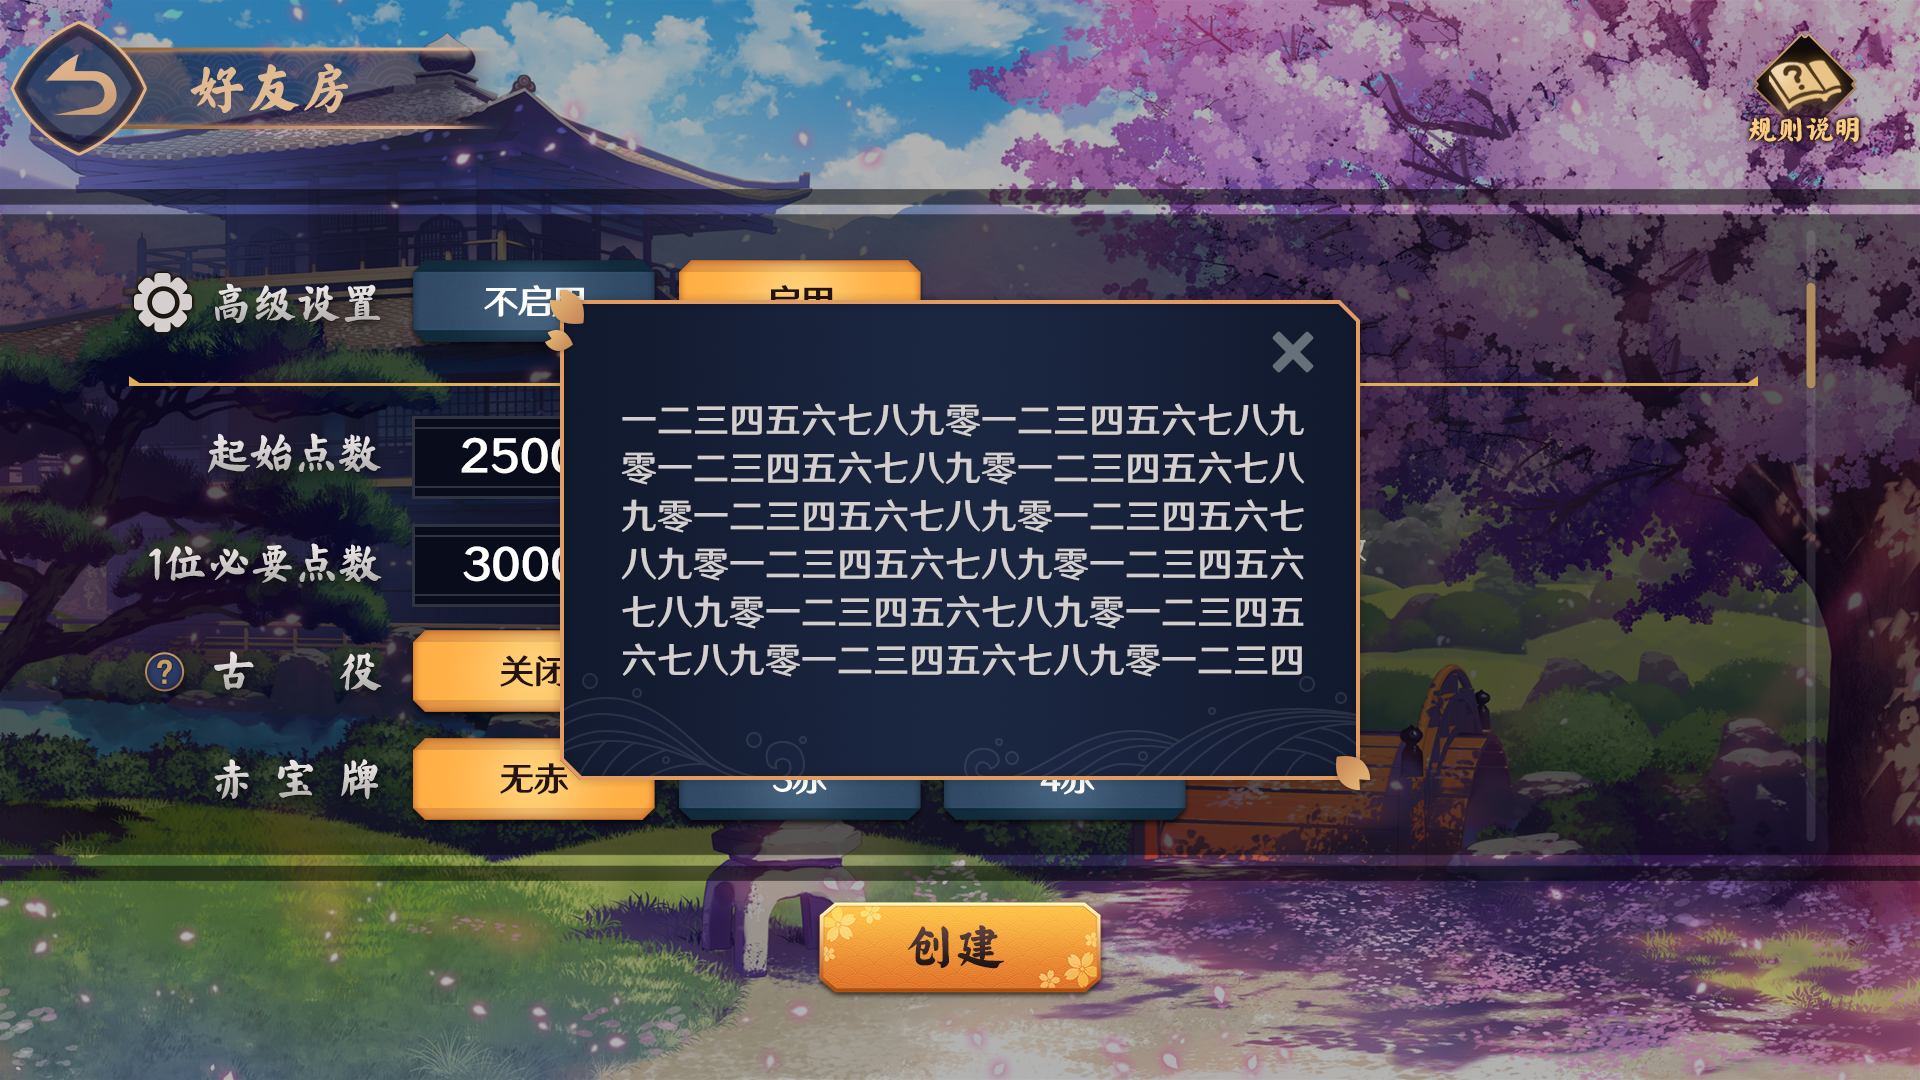 好友房
规则说明
高级设置
不启用
启用
起始点数
2500
1位必要点数
3000
古役
关闭
赤宝牌
无赤
3赤
4赤
一二三四五六七八九零一二三四五六七八九
零一二三四五六七八九零一二三四五六七八
九零一二三四五六七八九零一二三四五六七
八九零一二三四五六七八九零一二三四五六
七八九零一二三四五六七八九零一二三四五
六七八九零一二三四五六七八九零一二三四
创建